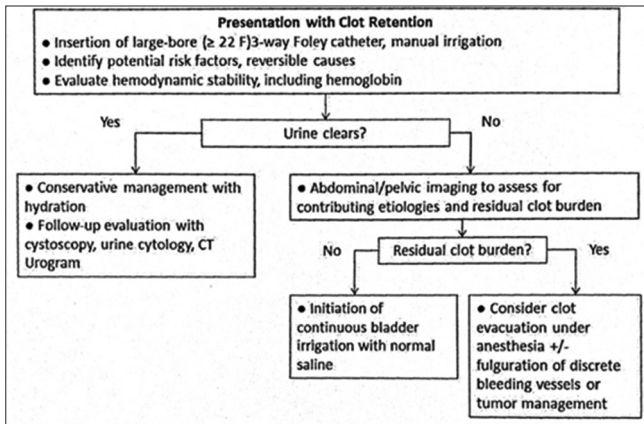 Presentation with Clot Retention
● Insertion of large-bore (≥ 22 F)3-way Foley catheter, manual irrigation
● Identify potential risk factors, reversible causes
● Evaluate hemodynamic stability, including hemoglobin
Yes
Urine clears?
No
● Conservative management with
hydration
● Follow-up evaluation with
cystoscopy, urine cytology, CT
Urogram
● Abdominal/pelvic imaging to assess for
contributing etiologies and residual clot burden
No
Residual clot burden?
Yes
● Initiation of
continuous bladder
irrigation with normal
saline
● Consider clot
evacuation under
anesthesia +/-
fulguration of discrete
bleeding vessels or
tumor management